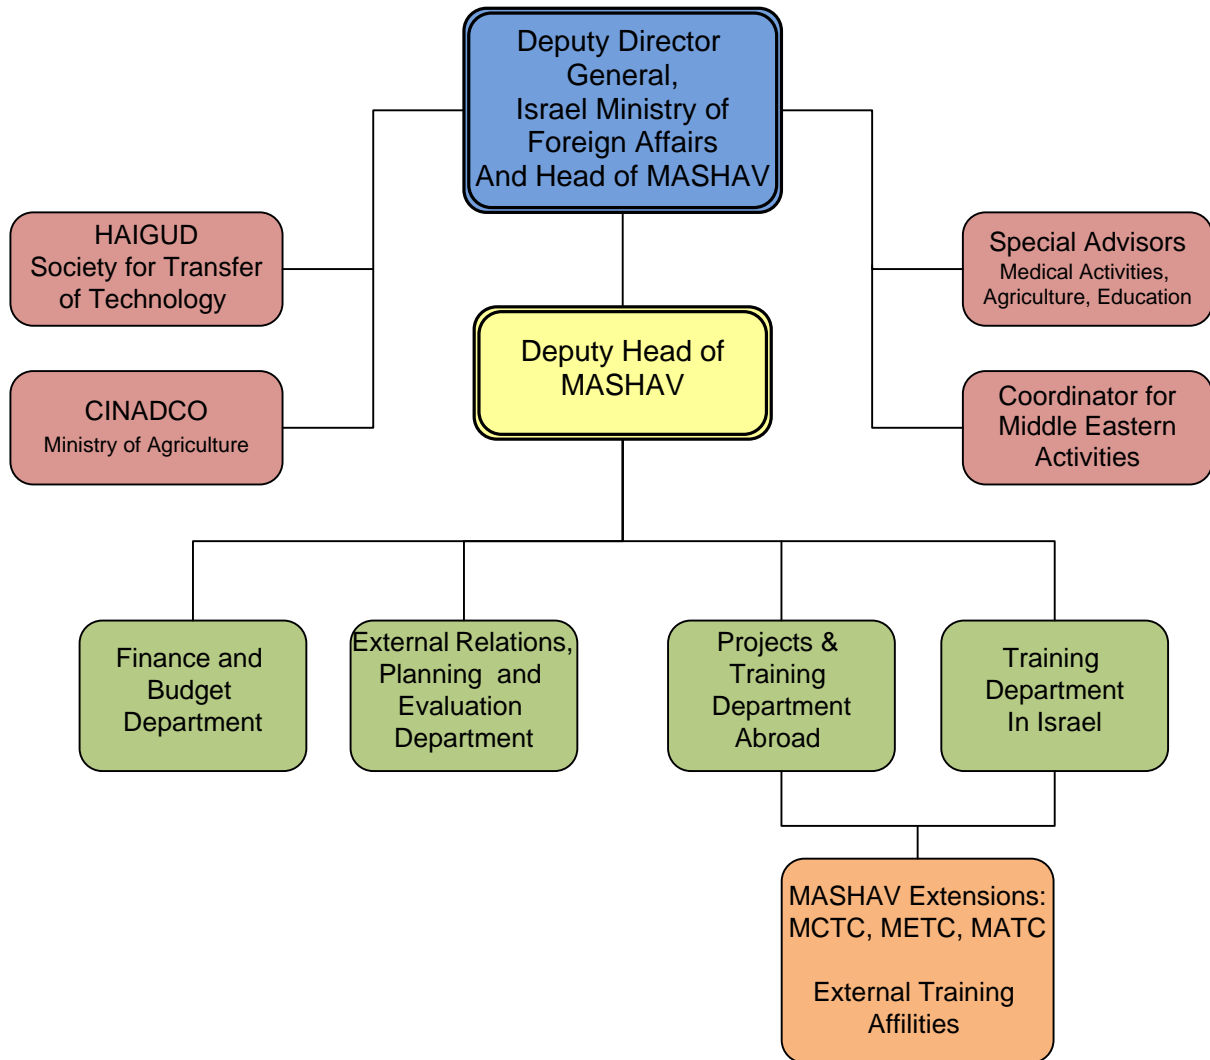 Deputy Director
General,
Israel Ministry of
Foreign Affairs
And Head of MASHAV
HAIGUD
Society for Transfer
of Technology
Special Advisors
Medical Activities,
Agriculture, Education
Deputy Head of
MASHAV
CINADCO
Ministry of Agriculture
Coordinator for
Middle Eastern
Activities
Finance and
Budget
Department
External Relations,
Planning and
Evaluation
Department
Projects &
Training
Department
Abroad
Training
Department
In Israel
MASHAV Extensions:
MCTC, METC, MATC
External Training
Affilities